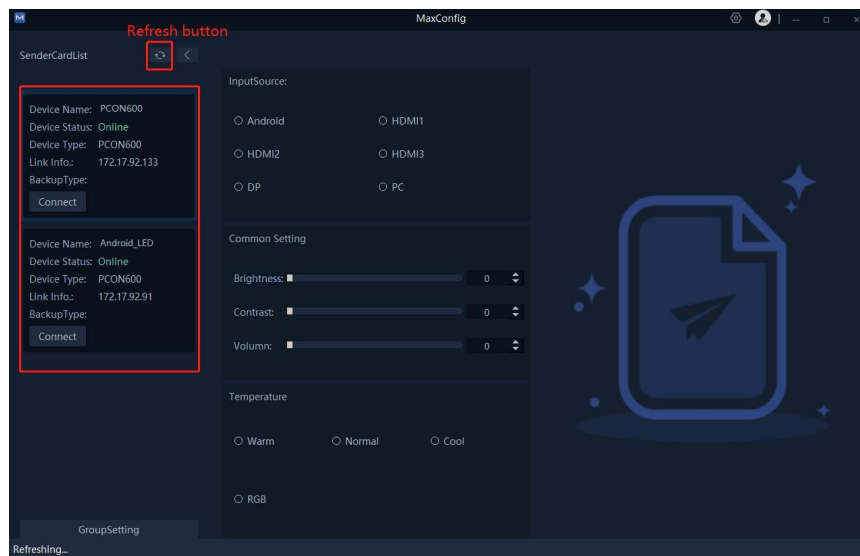 MaxConfig
Refresh button
SenderCardList
Device Name: PCON600
Device Status: Online
Device Type: PCON600
Link Info.: 172.17.92.133
BackupType:
Connect
Device Name: Android_LED
Device Status: Online
Device Type: PCON600
Link Info.: 172.17.92.91
BackupType:
Connect
GroupSetting
InputSource:
Android HDMI1
HDMI2 HDMI3
DP PC
Common Setting
Brightness: 0
Contrast: 0
Volumn: 0
Temperature
Warm Normal Cool
RGB
Refreshing...